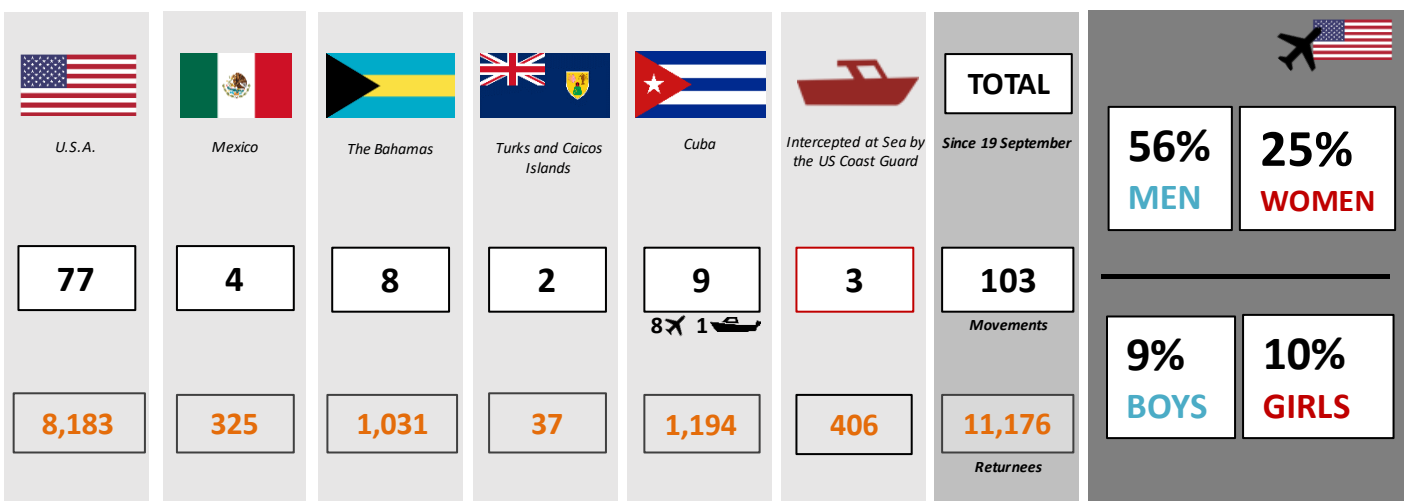 TOTAL
U.S.A.
Mexico
The Bahamas
Turks and Caicos
Islands
Cuba
Intercepted at Sea by
the US Coast Guard
Since 19 September
77
4
8
2
9
3
103
8 1
Movements
8,183
325
1,031
37
1,194
406
11,176
Returnees
56%
MEN
25%
WOMEN
9%
BOYS
10%
GIRLS